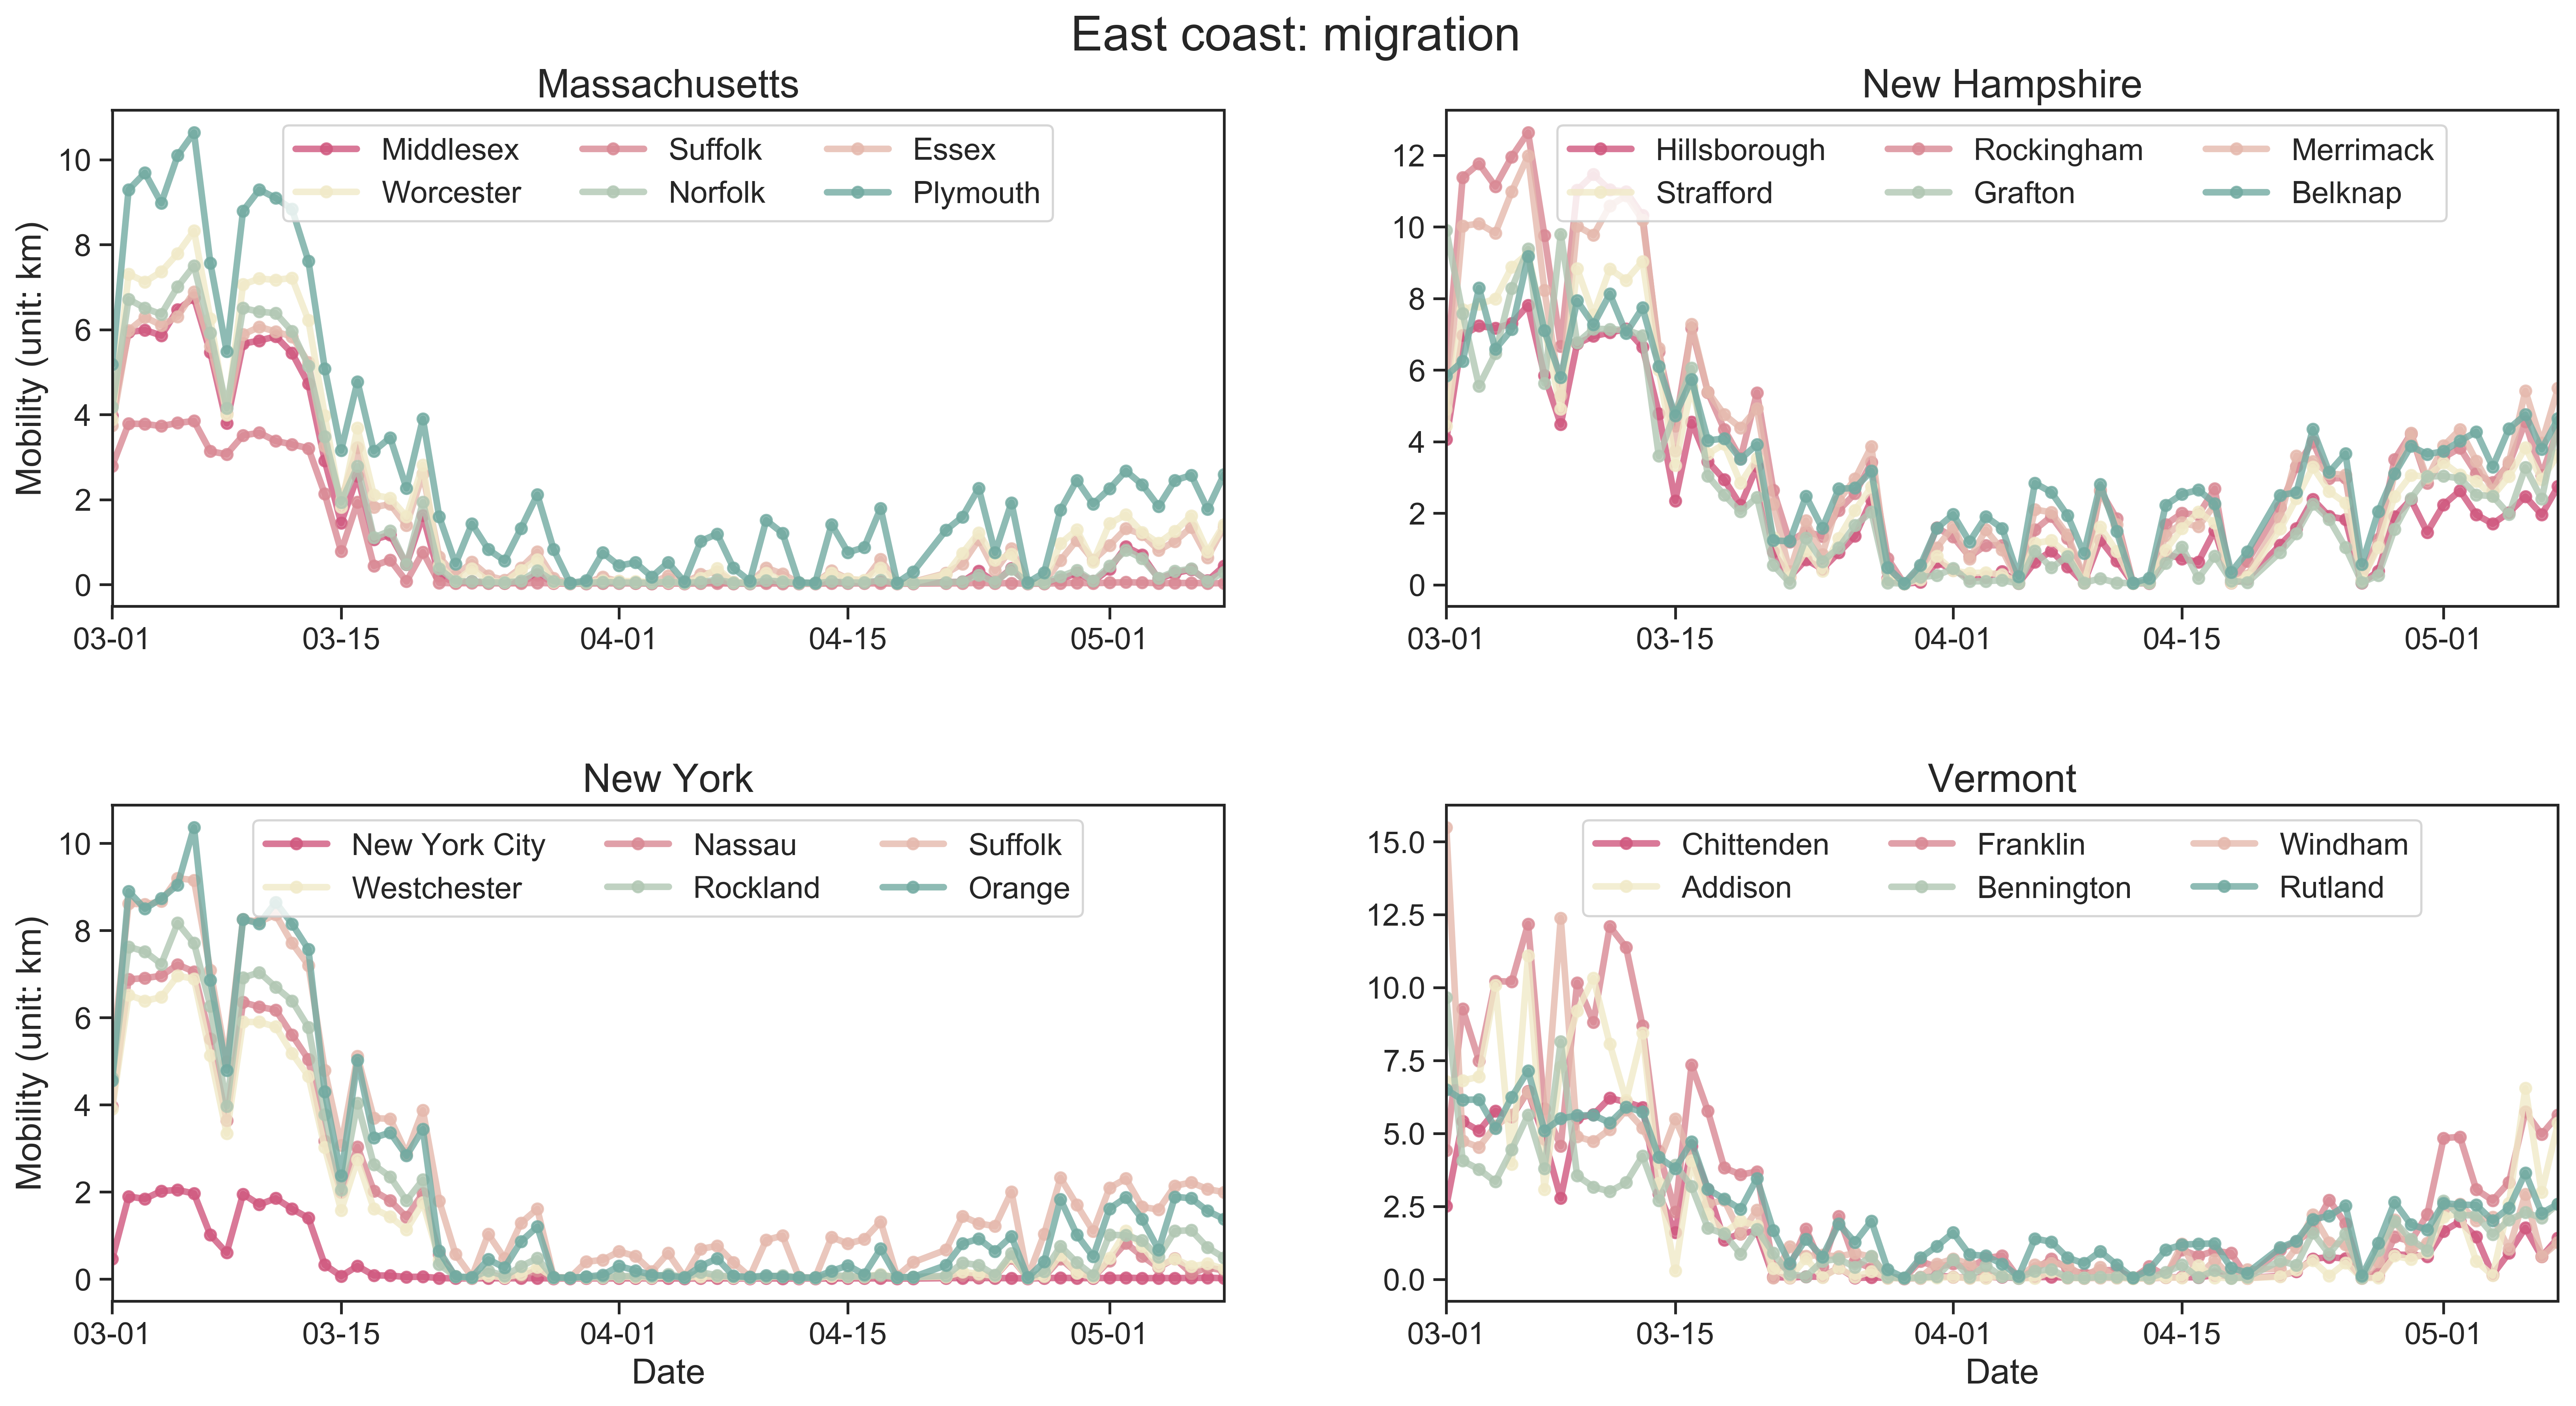 East coast: migration
Massachusetts
Mobility (unit: km)
10
8
6
4
2
0
Middlesex Suffolk Essex
Worcester Norfolk Plymouth
03-01 03-15 04-01 04-15 05-01
New Hampshire
12
10
8
6
4
2
0
Hillsborough Rockingham Merrimack
Strafford Grafton Belknap
03-01 03-15 04-01 04-15 05-01
New York
Mobility (unit: km)
10
8
6
4
2
0
New York City Nassau Suffolk
Westchester Rockland Orange
03-01 03-15 04-01 04-15 05-01
Date
Vermont
15.0
12.5
10.0
7.5
5.0
2.5
0.0
Chittenden Franklin Windham
Addison Bennington Rutland
03-01 03-15 04-01 04-15 05-01
Date